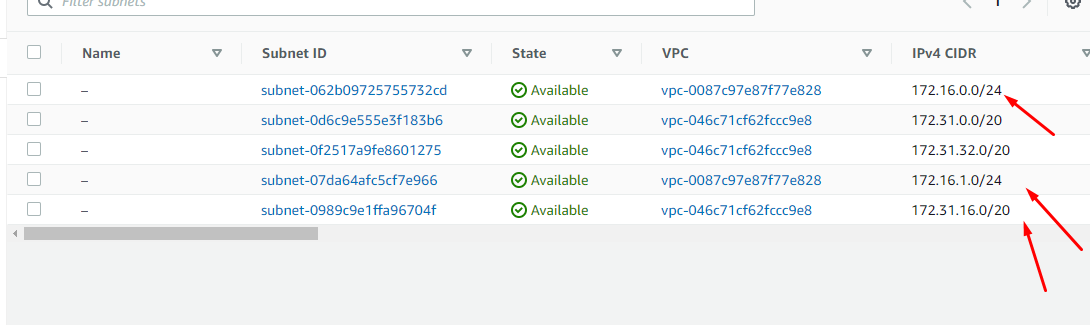 Filter subnets 1
Name Subnet ID State VPC IPv4 CIDR
– subnet-062b09725755732cd Available vpc-0087c97e87f77e828 172.16.0.0/24
– subnet-0d6c9e555e3f183b6 Available vpc-046c71cf62fccc9e8 172.31.0.0/20
– subnet-0f2517a9fe8601275 Available vpc-046c71cf62fccc9e8 172.31.32.0/20
– subnet-07da64afc5cf7e966 Available vpc-0087c97e87f77e828 172.16.1.0/24
– subnet-0989c9e1ffa96704f Available vpc-046c71cf62fccc9e8 172.31.16.0/20